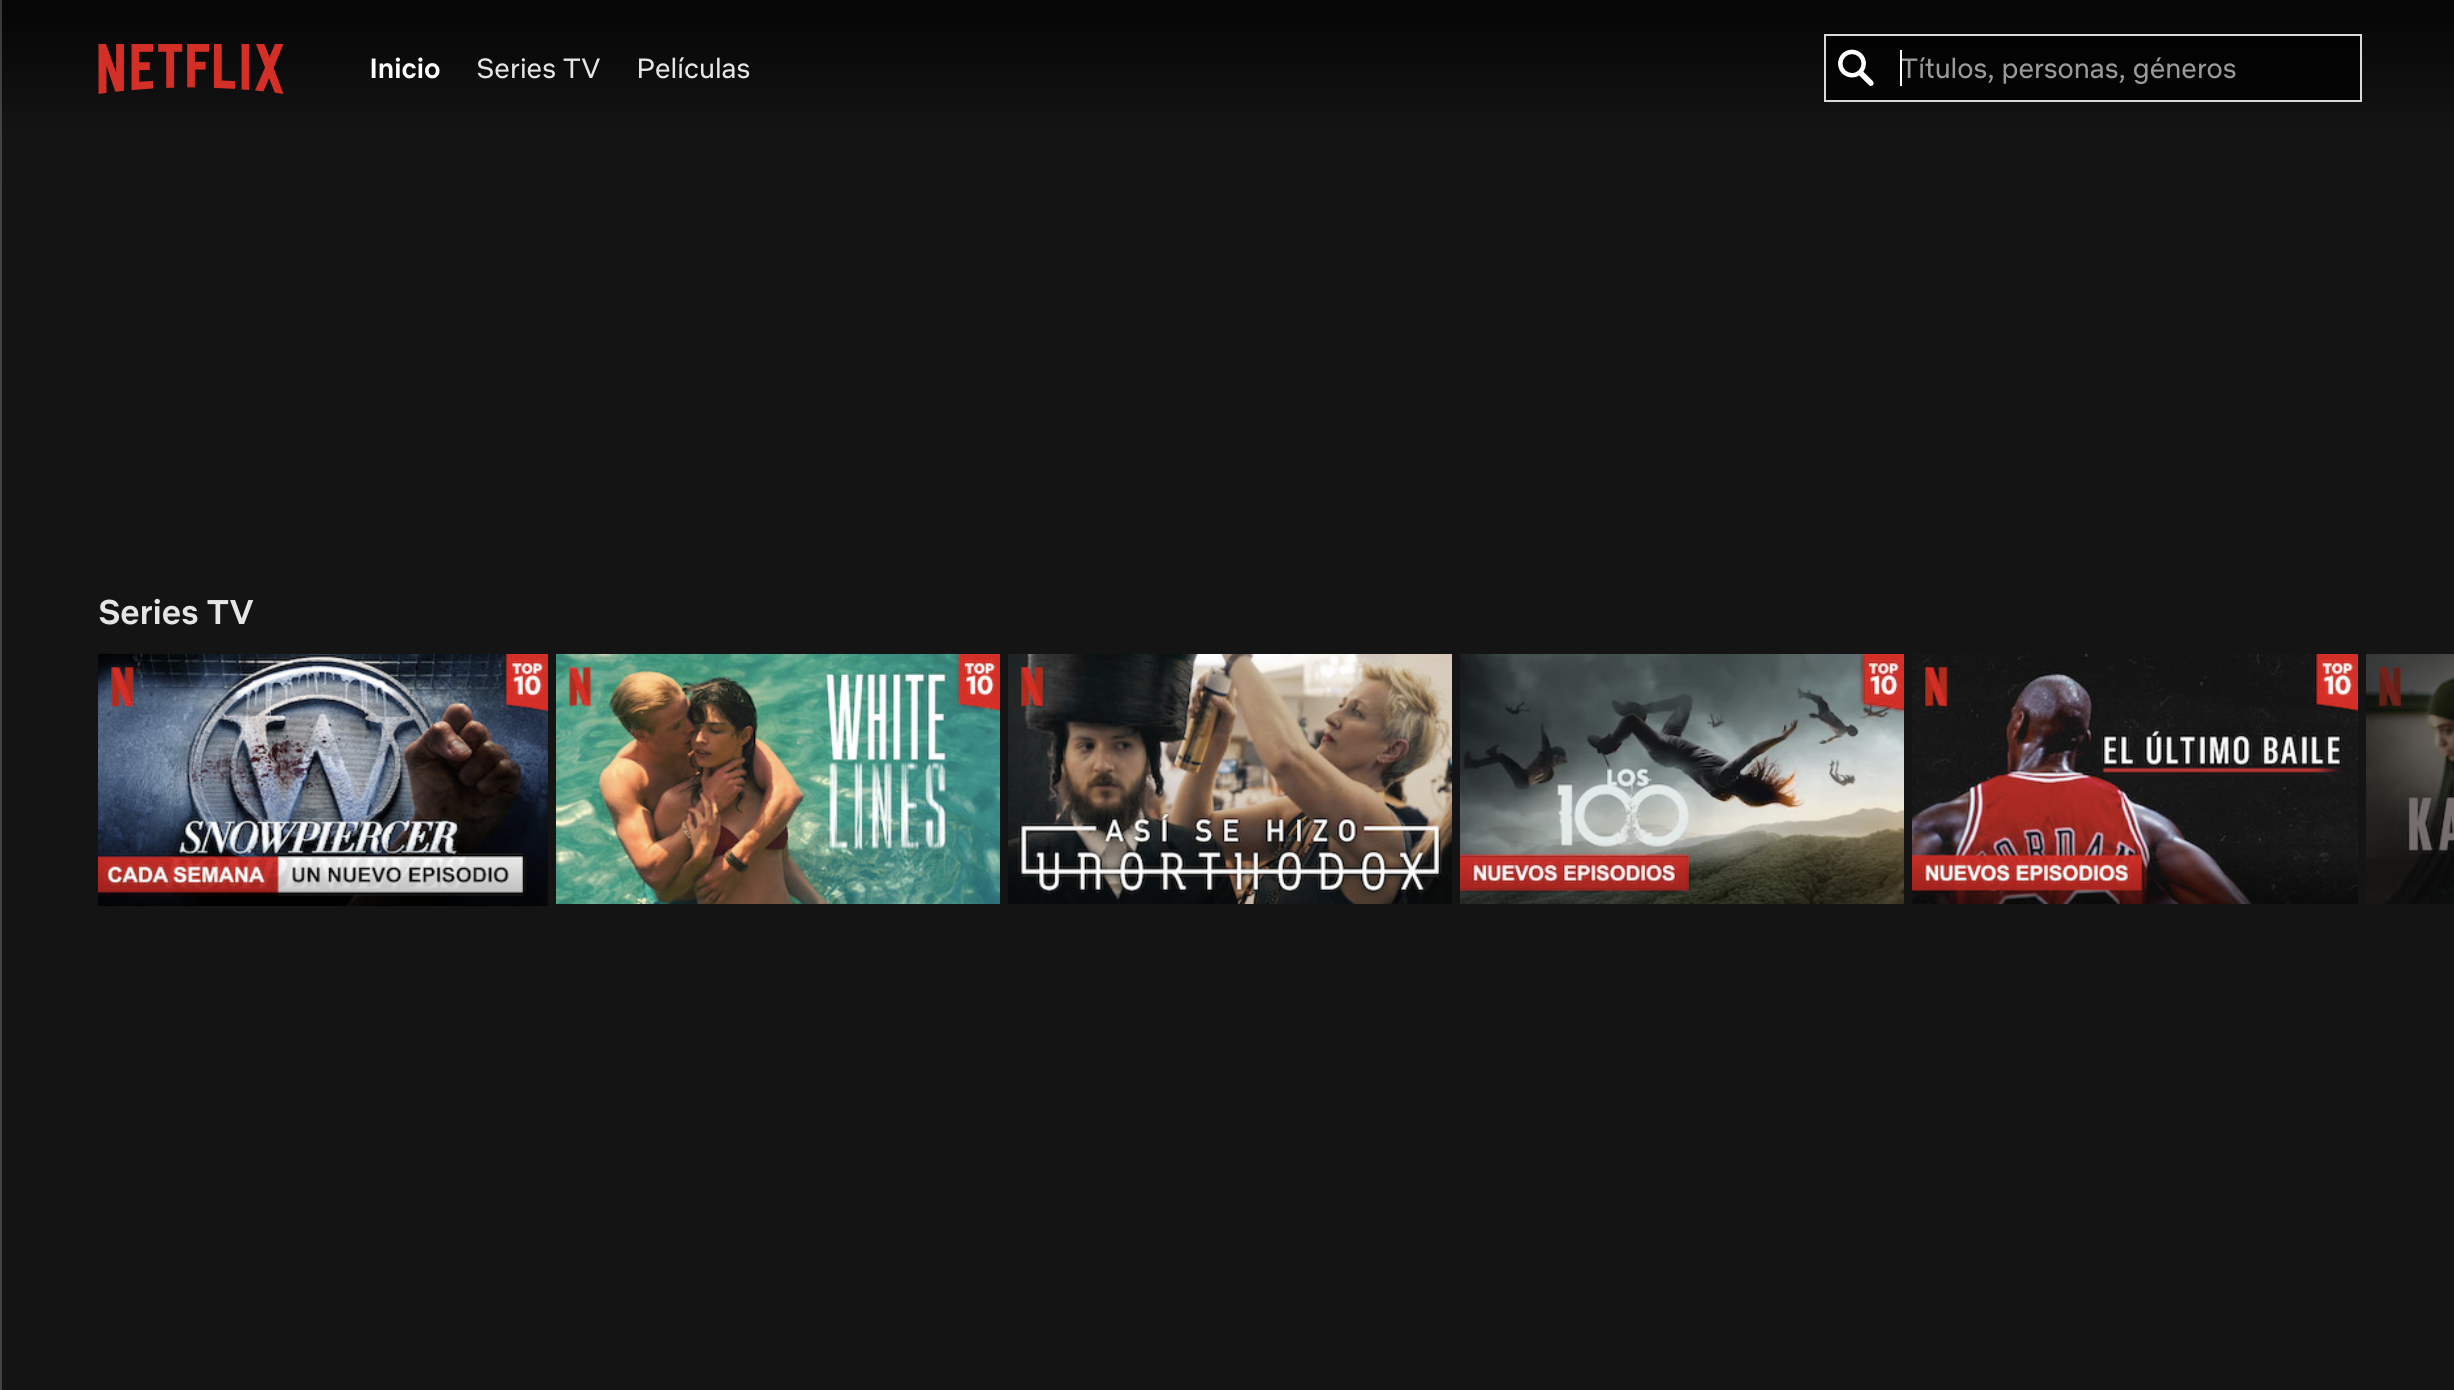 NETFLIX
Inicio
Series TV
Películas
Títulos, personas, géneros
Series TV
N
TOP 10
SNOWPIERCER
CADA SEMANA UN NUEVO EPISODIO
N
TOP 10
WHITE
LINES
N
ASÍ SE HIZO
UNORTHODOX
TOP 10
LOS
100
NUEVOS EPISODIOS
N
TOP 10
EL ÚLTIMO BAILE
JORDAN
NUEVOS EPISODIOS
N
KA